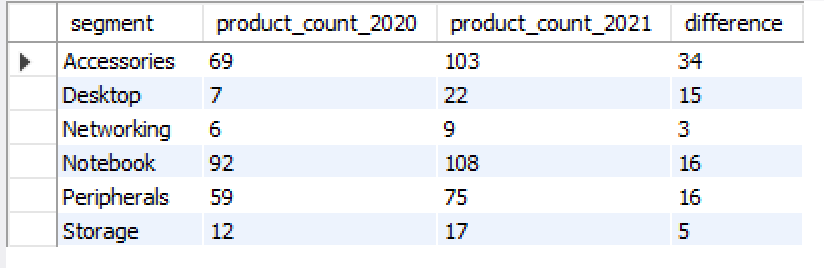 segment product_count_2020 product_count_2021 difference
Accessories 69 103 34
Desktop 7 22 15
Networking 6 9 3
Notebook 92 108 16
Peripherals 59 75 16
Storage 12 17 5